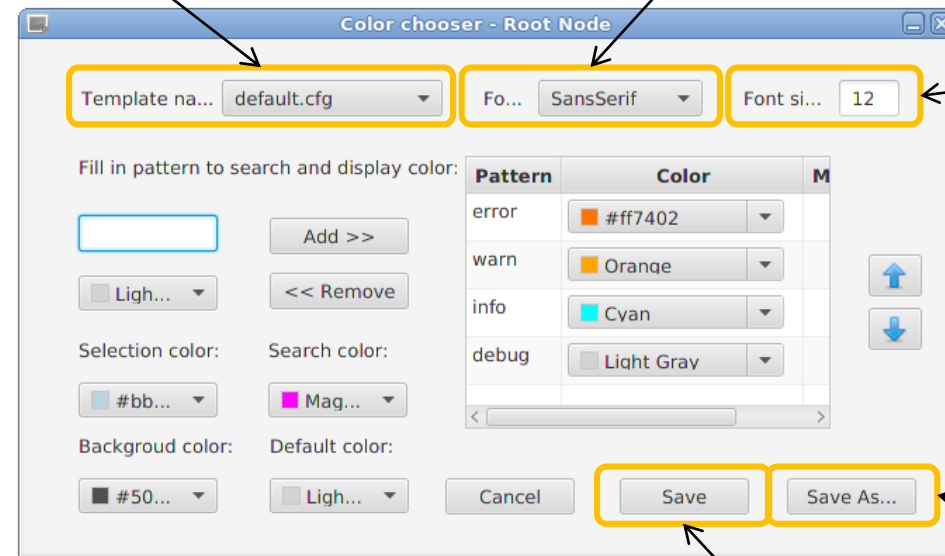 Color chooser - Root Node
Template na... default.cfg Fo... SansSerif Font si... 12
Fill in pattern to search and display color:
Pattern Color M
error #ff7402
Add >>
warn Orange
Ligh... << Remove
info Cyan
Selection color: Search color:
debug Light Gray
#bb... Mag...
Backgroud color: Default color:
#50... Ligh... Cancel Save Save As...